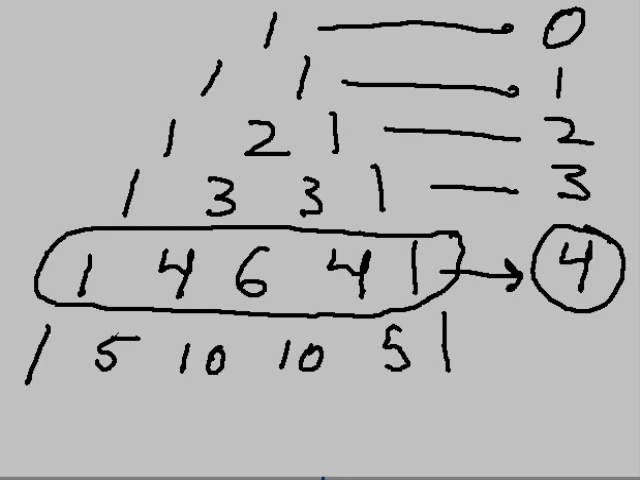 1 0
1 1 1
1 2 1 2
1 3 3 1 3
1 4 6 4 1 4
1 5 10 10 5 1